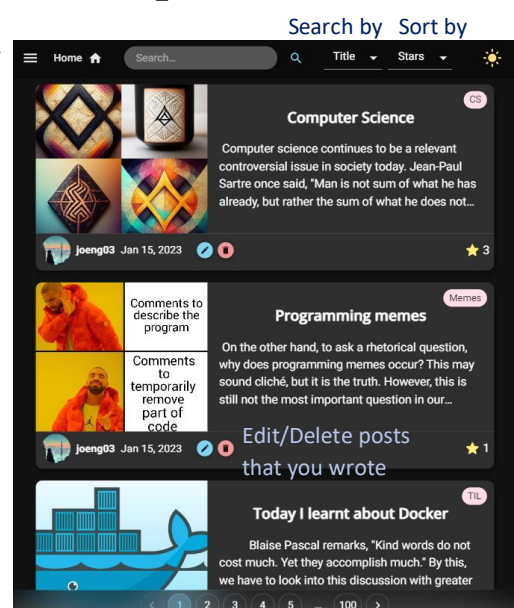 Search by Sort by
Home Search... Title Stars
CS
Computer Science
Computer science continues to be a relevant
controversial issue in society today. Jean-Paul
Sartre once said, "Man is not sum of what he has
already, but rather the sum of what he does not...
joeng03 Jan 15, 2023 3
Memes
Comments to
describe the
program
Comments
to
temporarily
remove
part of
code
Programming memes
On the other hand, to ask a rhetorical question,
why does programming memes occur? This may
sound cliché, but it is the truth. However, this is
still not the most important question in our...
joeng03 Jan 15, 2023 1
Edit/Delete posts
that you wrote
TIL
Today I learnt about Docker
Blaise Pascal remarks, "Kind words do not
cost much. Yet they accomplish much." By this,
we have to look into this discussion with greater
< 1 2 3 4 5 ... 100 >